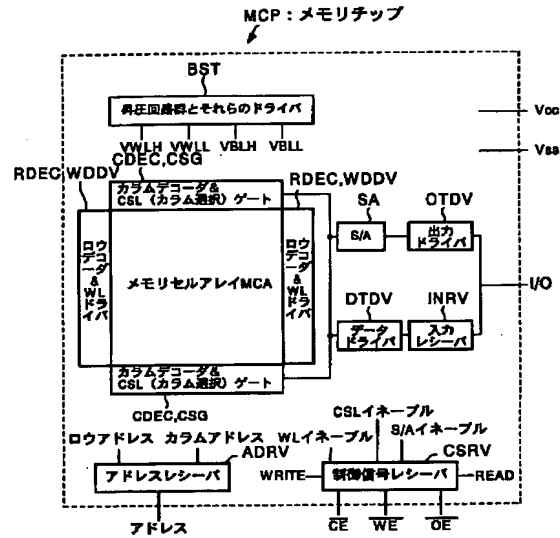 MCP：メモリチップ
BST
昇圧回路群とそれらのドライバ
Vcc
VWLH VWLL VBLH VBLL
Vss
CDEC,CSG
RDEC,WDDV
カラムデコーダ&
CSL（カラム選択）ゲート
RDEC,WDDV
SA
OTDV
S/A
出力
ドライバ
ロウデコーダ
&WLドライバ
メモリセルアレイMCA
ロウデコーダ
&WLドライバ
I/O
DTDV
INRV
データ
ドライバ
入力
レシーバ
カラムデコーダ&
CSL（カラム選択）ゲート
CDEC,CSG
CSLイネーブル
ロウアドレス カラムアドレス WLイネーブル
S/Aイネーブル
ADRV
CSRV
アドレスレシーバ
WRITE
制御信号レシーバ
READ
アドレス
CE WE OE